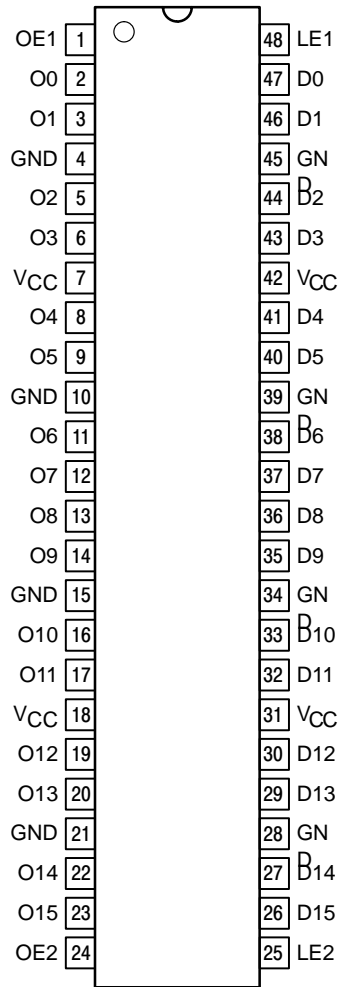 OE1 1 48 LE1
O0 2 47 D0
O1 3 46 D1
GND 4 45 GN
D
O2 5 44 D2
O3 6 43 D3
VCC 7 42 VCC
O4 8 41 D4
O5 9 40 D5
GND 10 39 GN
D
O6 11 38 D6
O7 12 37 D7
O8 13 36 D8
O9 14 35 D9
GND 15 34 GN
D
O10 16 33 D10
O11 17 32 D11
VCC 18 31 VCC
O12 19 30 D12
O13 20 29 D13
GND 21 28 GN
D
O14 22 27 D14
O15 23 26 D15
OE2 24 25 LE2